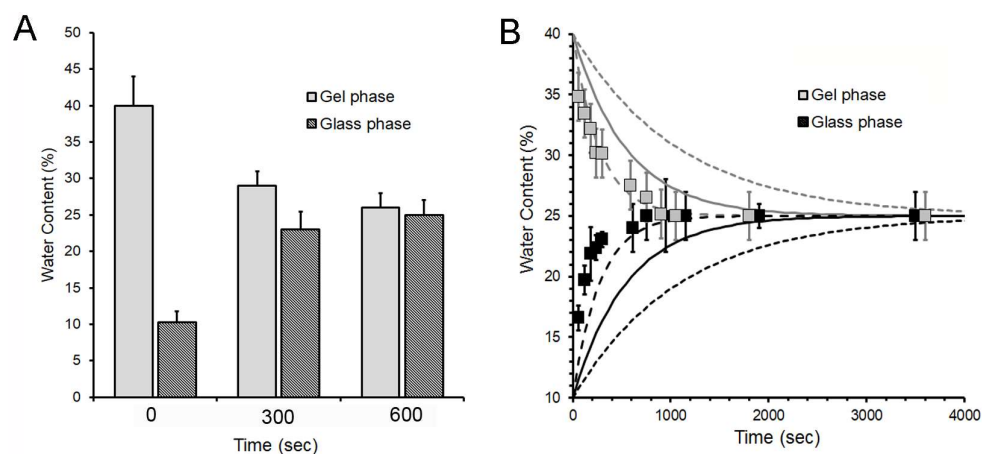 A
50
45
40
35
30
25
20
15
10
5
0
Water Content (%)
Gel phase
Glass phase
0 300 600
Time (sec)
B
40
35
30
25
20
15
10
Water Content (%)
Gel phase
Glass phase
0 1000 2000 3000 4000
Time (sec)